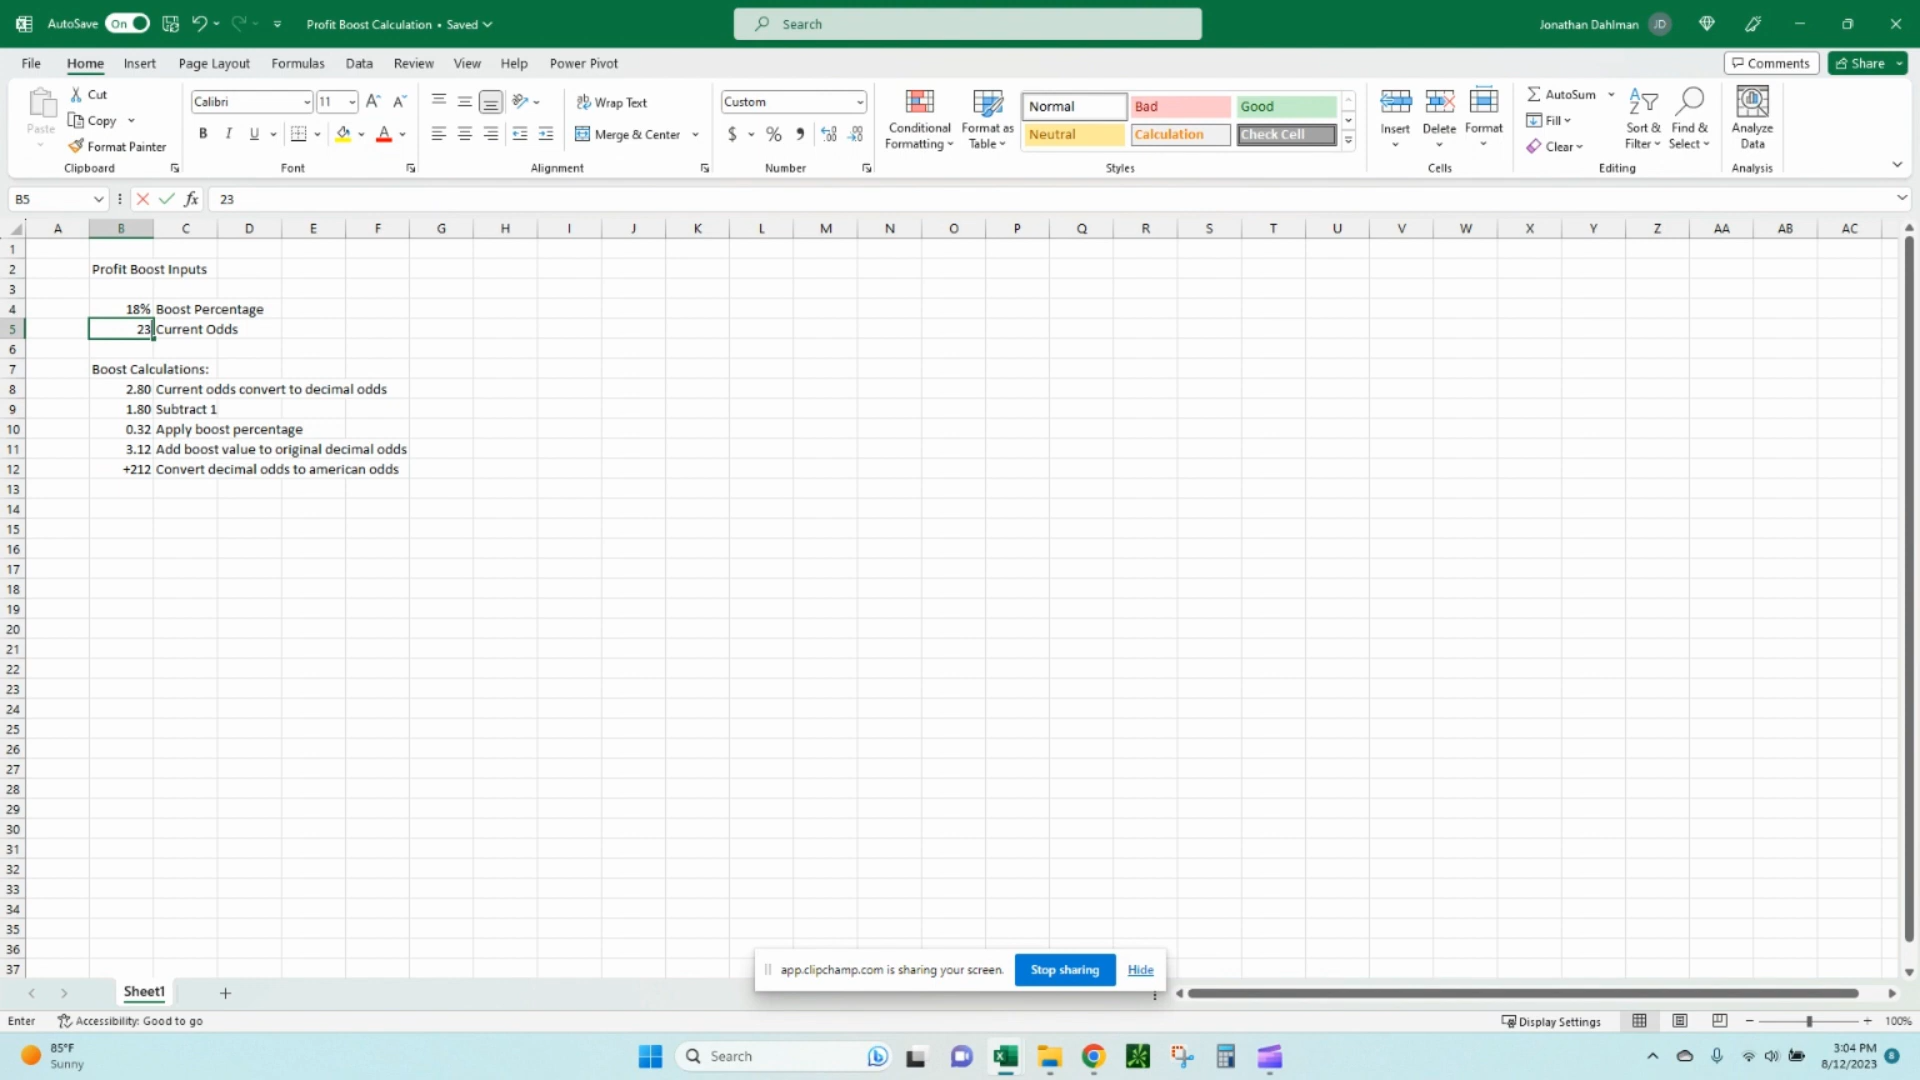 AutoSave On Profit Boost Calculation • Saved Search Jonathan Dahlman JD
File Home Insert Page Layout Formulas Data Review View Help Power Pivot Comments Share
Paste Cut Copy Format Painter Clipboard
Calibri 11 A A B I U A Font
Wrap Text Merge & Center Alignment
Custom $ % Number
Conditional Formatting Format as Table
Normal Bad Good
Neutral Calculation Check Cell
Styles
Insert Delete Format Cells
AutoSum Fill Clear Sort & Filter Find & Select Editing
Analyze Data Analysis
B5 fx 23
A B C D E F G H I J K L M N O P Q R S T U V W X Y Z AA AB AC
1
2 Profit Boost Inputs
3
4 18% Boost Percentage
5 23 Current Odds
6
7 Boost Calculations:
8 2.80 Current odds convert to decimal odds
9 1.80 Subtract 1
10 0.32 Apply boost percentage
11 3.12 Add boost value to original decimal odds
12 +212 Convert decimal odds to american odds
13
14
15
16
17
18
19
20
21
22
23
24
25
26
27
28
29
30
31
32
33
34
35
36
37
app.clipchamp.com is sharing your screen. Stop sharing Hide
Sheet1
Enter Accessibility: Good to go Display Settings 100%
85°F
Sunny
Search
3:04 PM
8/12/2023
8